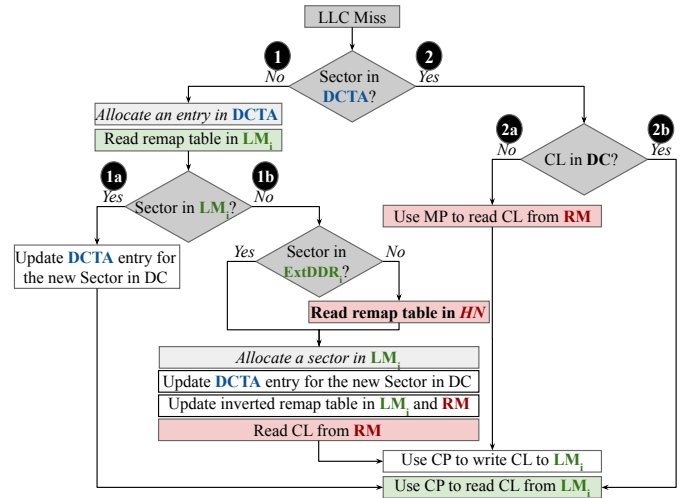 LLC Miss
1
2
No
Sector in
DCTA?
Yes
Allocate an entry in DCTA
Read remap table in LMi
2a
2b
No
CL in DC?
Yes
1a
1b
Yes
Sector in LMi?
No
Use MP to read CL from RM
Update DCTA entry for
the new Sector in DC
Yes
Sector in
ExtDDRi?
No
Read remap table in HN
Allocate a sector in LMi
Update DCTA entry for the new Sector in DC
Update inverted remap table in LMi and RM
Read CL from RM
Use CP to write CL to LMi
Use CP to read CL from LMi